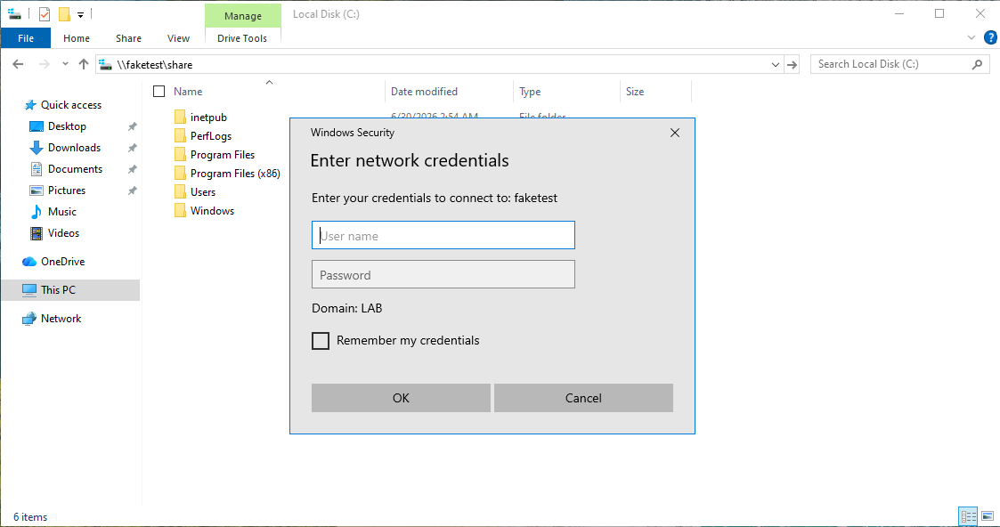 Manage
Local Disk (C:)
File
Home
Share
View
Drive Tools
?
\\faketest\share
Search Local Disk (C:)
Name
Date modified
Type
Size
Quick access
Desktop
Downloads
Documents
Pictures
Music
Videos
OneDrive
This PC
Network
inetpub
6/30/2026 2:54 AM
File folder
PerfLogs
Program Files
Program Files (x86)
Users
Windows
Windows Security
Enter network credentials
Enter your credentials to connect to: faketest
User name
Password
Domain: LAB
Remember my credentials
OK
Cancel
6 items